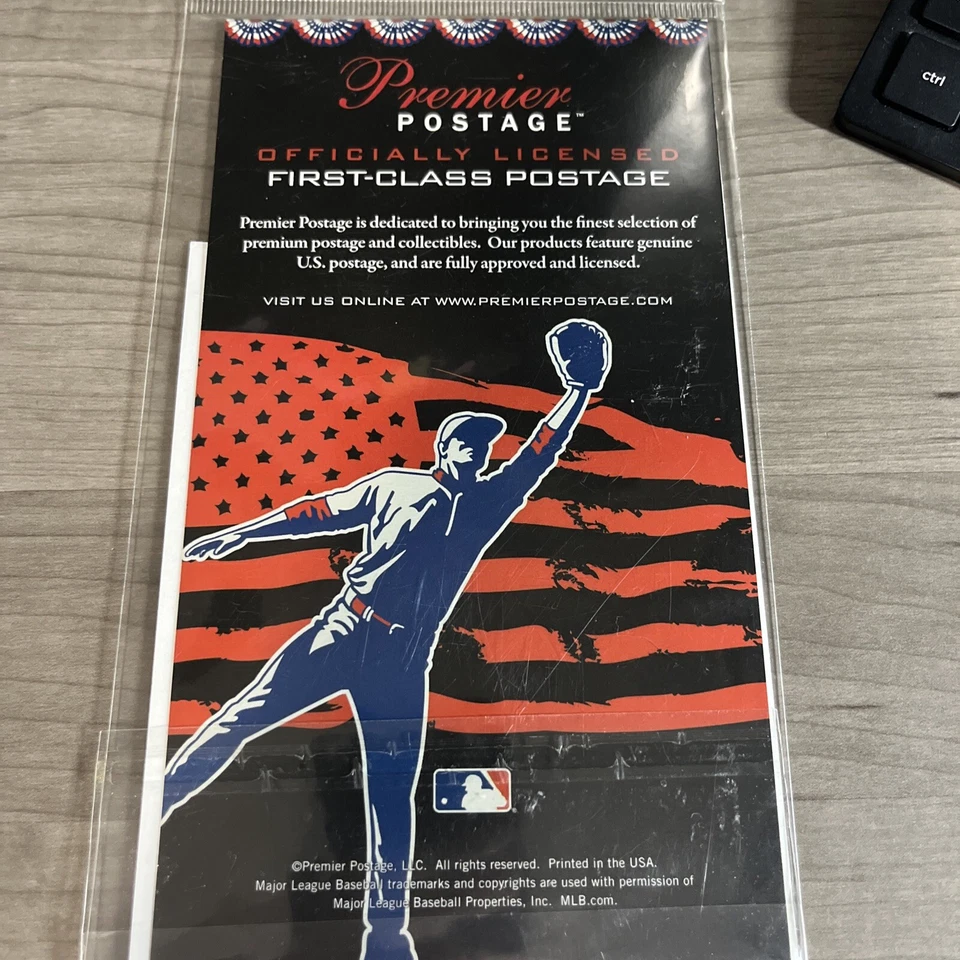 Premier
POSTAGE™
OFFICIALLY LICENSED
FIRST-CLASS POSTAGE
Premier Postage is dedicated to bringing you the finest selection of
premium postage and collectibles. Our products feature genuine
U.S. postage, and are fully approved and licensed.
VISIT US ONLINE AT WWW.PREMIERPOSTAGE.COM
©Premier Postage, LLC. All rights reserved. Printed in the USA.
Major League Baseball trademarks and copyrights are used with permission of
Major League Baseball Properties, Inc. MLB.com.
ctrl